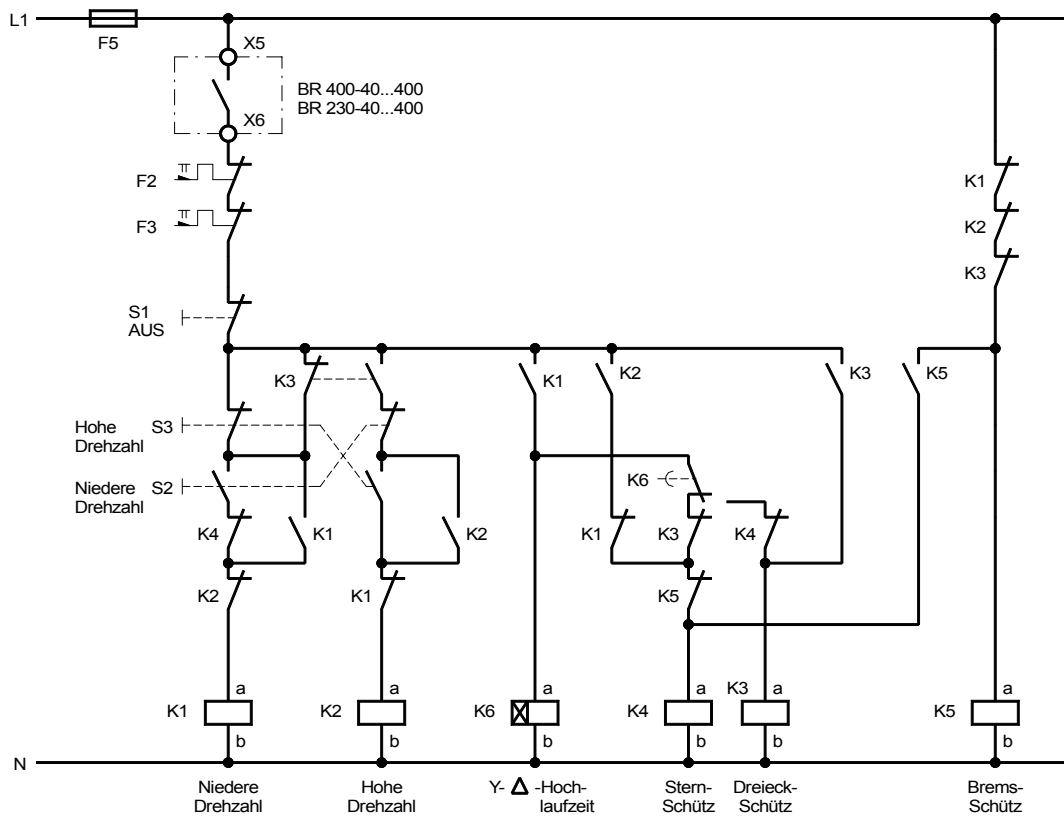 L1
F5
X5
BR 400-40...400
BR 230-40...400
X6
F2
F3
K1
K2
K3
S1
AUS
K3
K1
K2
K3
K5
Hohe
Drehzahl
S3
Niedere
Drehzahl
S2
K6
K4
K1
K2
K1
K3
K4
K2
K1
K5
a
a
a
a
a
a
K1
K2
K6
K4
K3
K5
b
b
b
b
b
b
N
Niedere
Drehzahl
Hohe
Drehzahl
Y- Δ -Hoch-
laufzeit
Stern-
Schütz
Dreieck-
Schütz
Brems-
Schütz